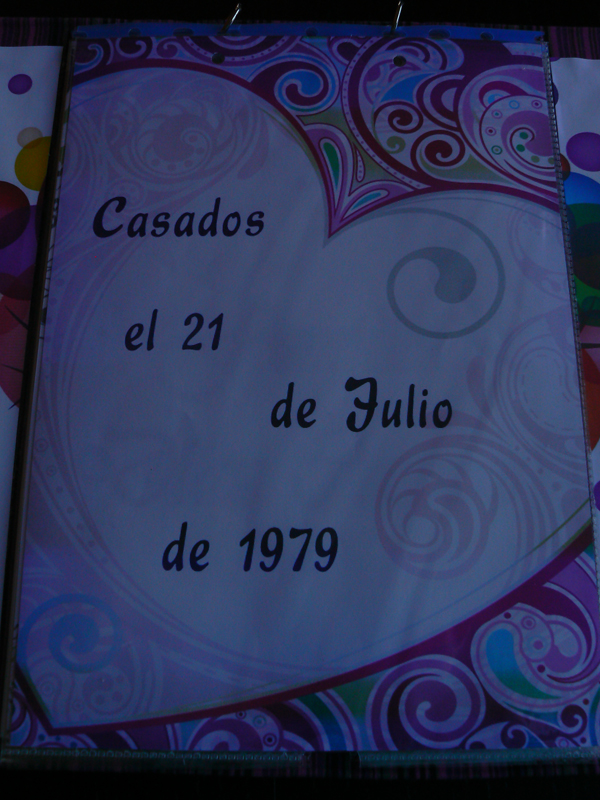 Casados
el 21
de Julio
de 1979